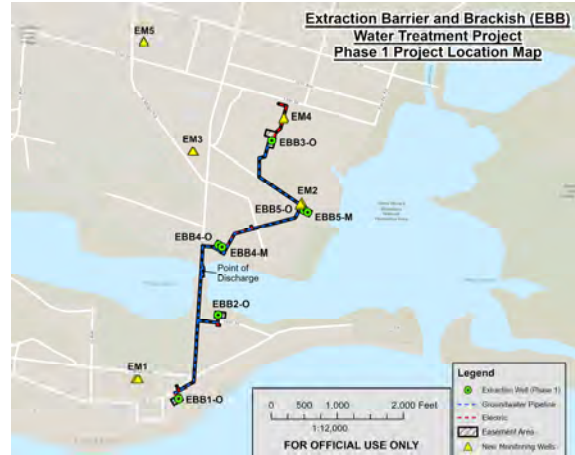 Extraction Barrier and Brackish (EBB)
Water Treatment Project
Phase 1 Project Location Map
EM5
EM4
EM3
EBB3-O
EM2
EBB5-O
EBB5-M
EBB4-O
EBB4-M
Point of
Discharge
EBB2-O
EM1
EBB1-O
Legend
Extraction Well (Phase 1)
Groundwater Pipeline
Electric
Easement Area
New Monitoring Wells
0 500 1,000 2,000 Feet
1:12,000
FOR OFFICIAL USE ONLY